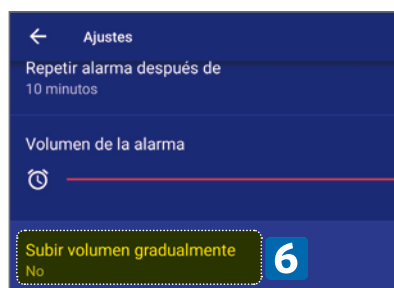 Ajustes
Repetir alarma después de
10 minutos
Volumen de la alarma
Subir volumen gradualmente
No
6